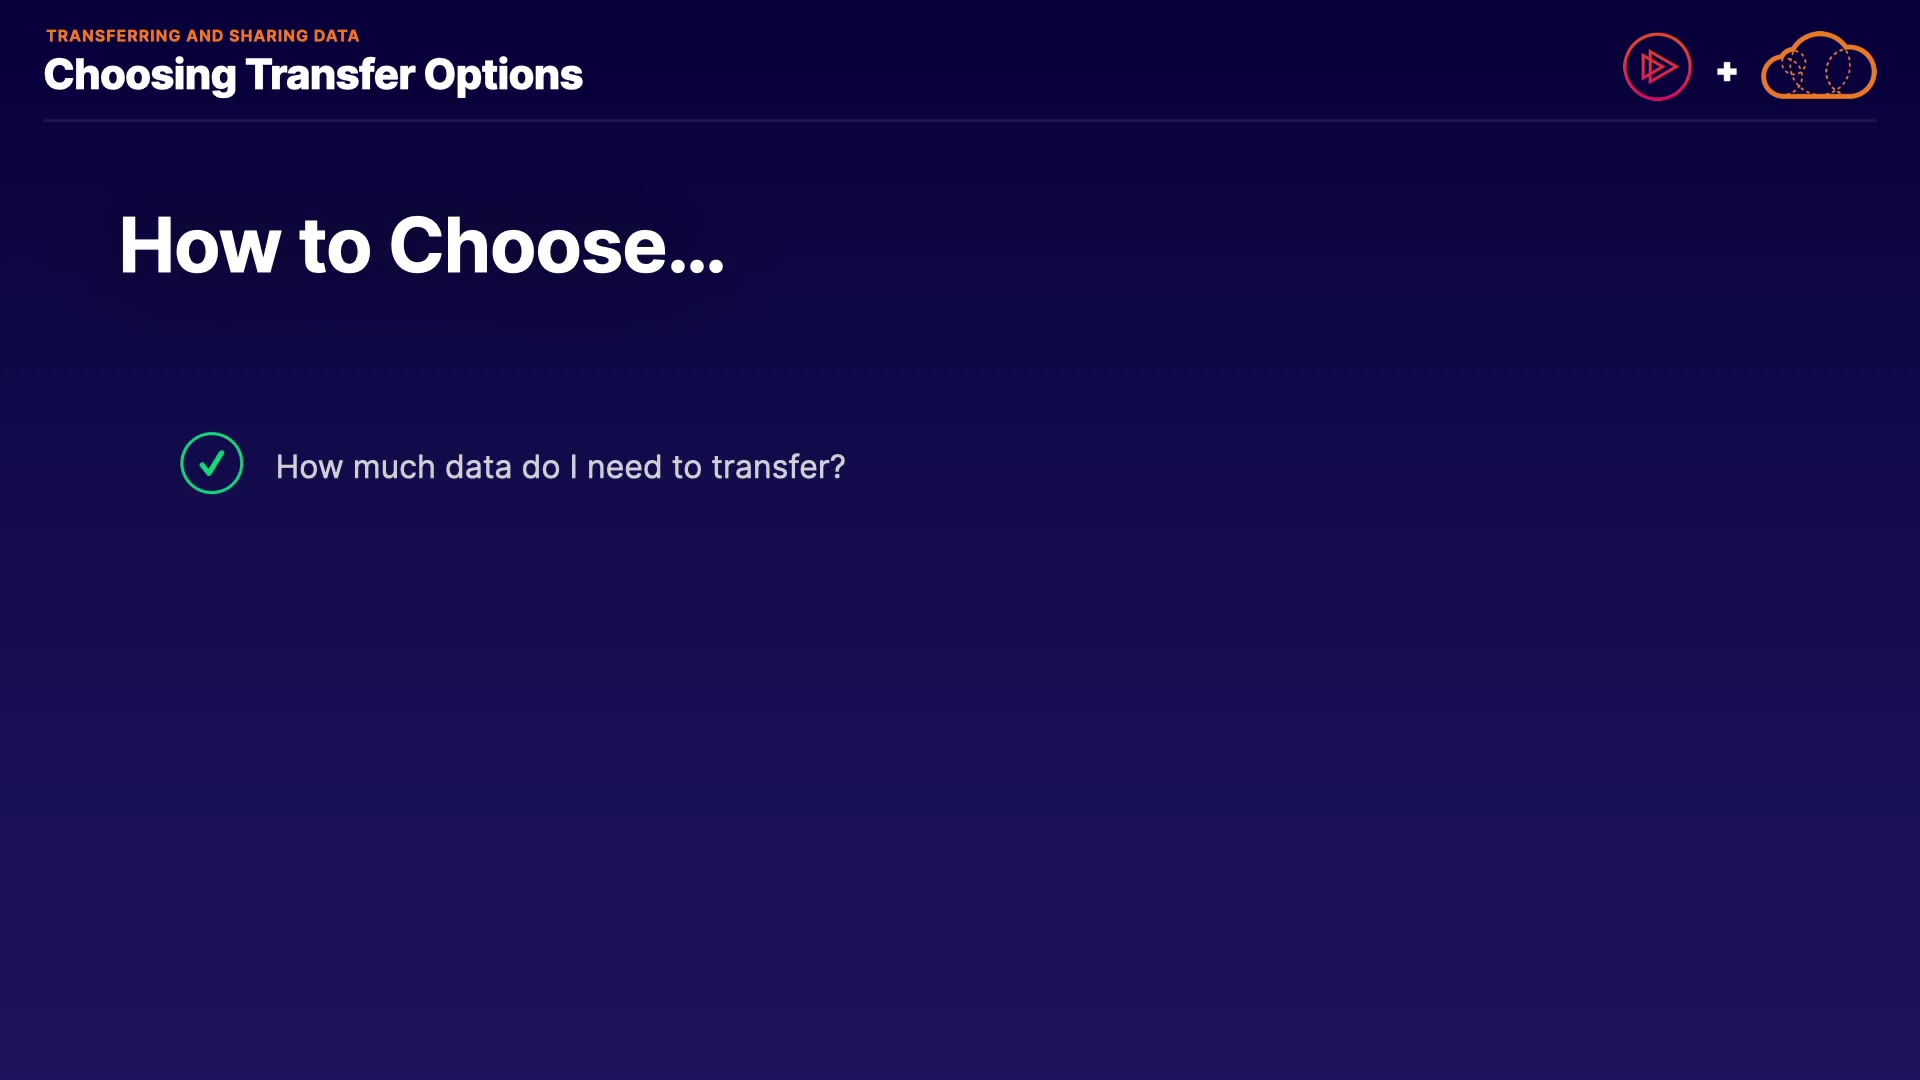 TRANSFERRING AND SHARING DATA
Choosing Transfer Options
How to Choose...
How much data do I need to transfer?